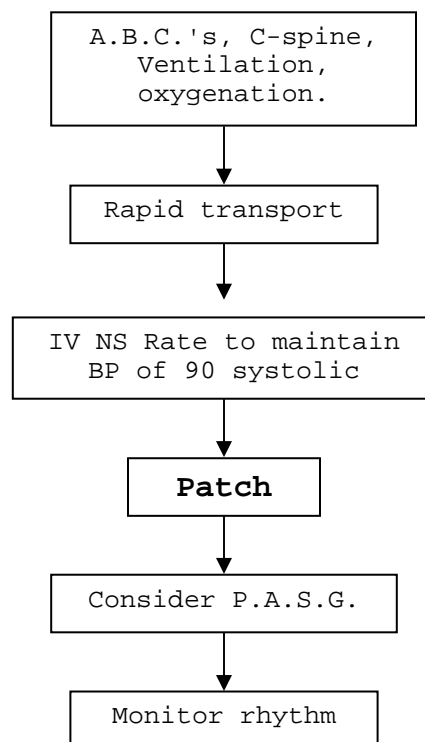 A.B.C.'s, C-spine,
Ventilation,
oxygenation.
Rapid transport
IV NS Rate to maintain
BP of 90 systolic
Patch
Consider P.A.S.G.
Monitor rhythm